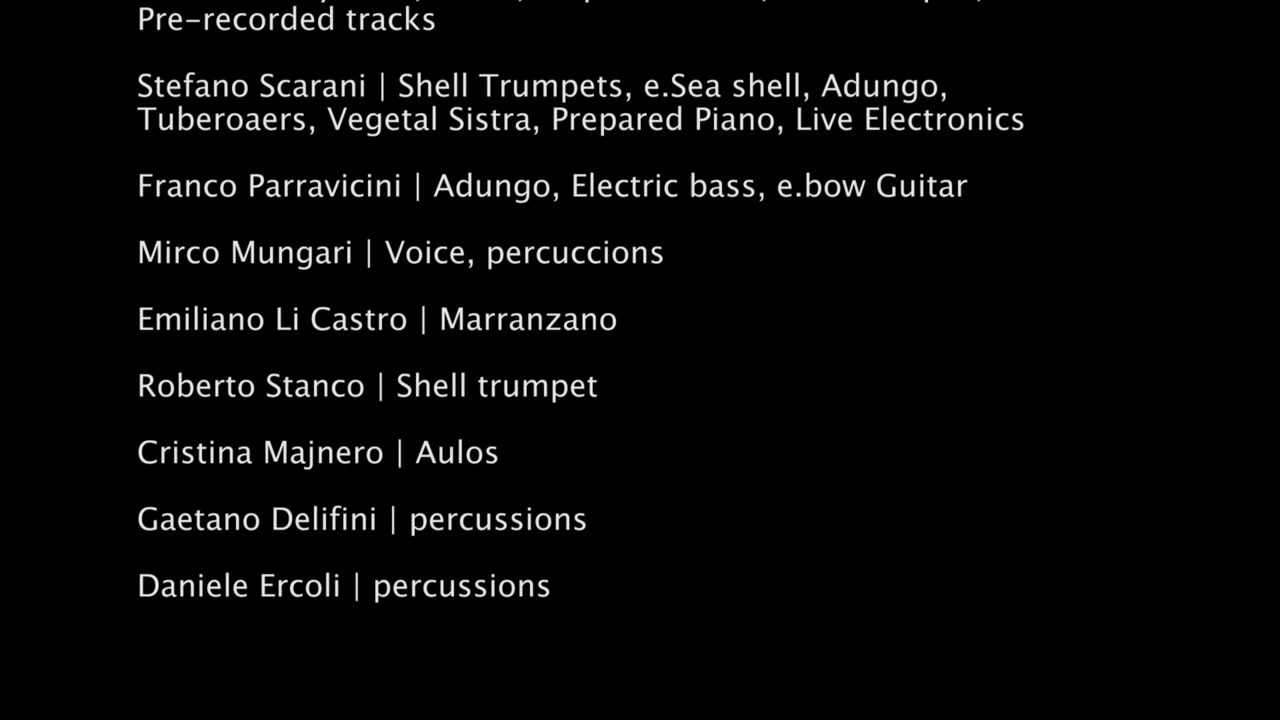 Pre-recorded tracks
Stefano Scarani | Shell Trumpets, e.Sea shell, Adungo,
Tuberoaers, Vegetal Sistra, Prepared Piano, Live Electronics
Franco Parravicini | Adungo, Electric bass, e.bow Guitar
Mirco Mungari | Voice, percuccions
Emiliano Li Castro | Marranzano
Roberto Stanco | Shell trumpet
Cristina Majnero | Aulos
Gaetano Delifini | percussions
Daniele Ercoli | percussions